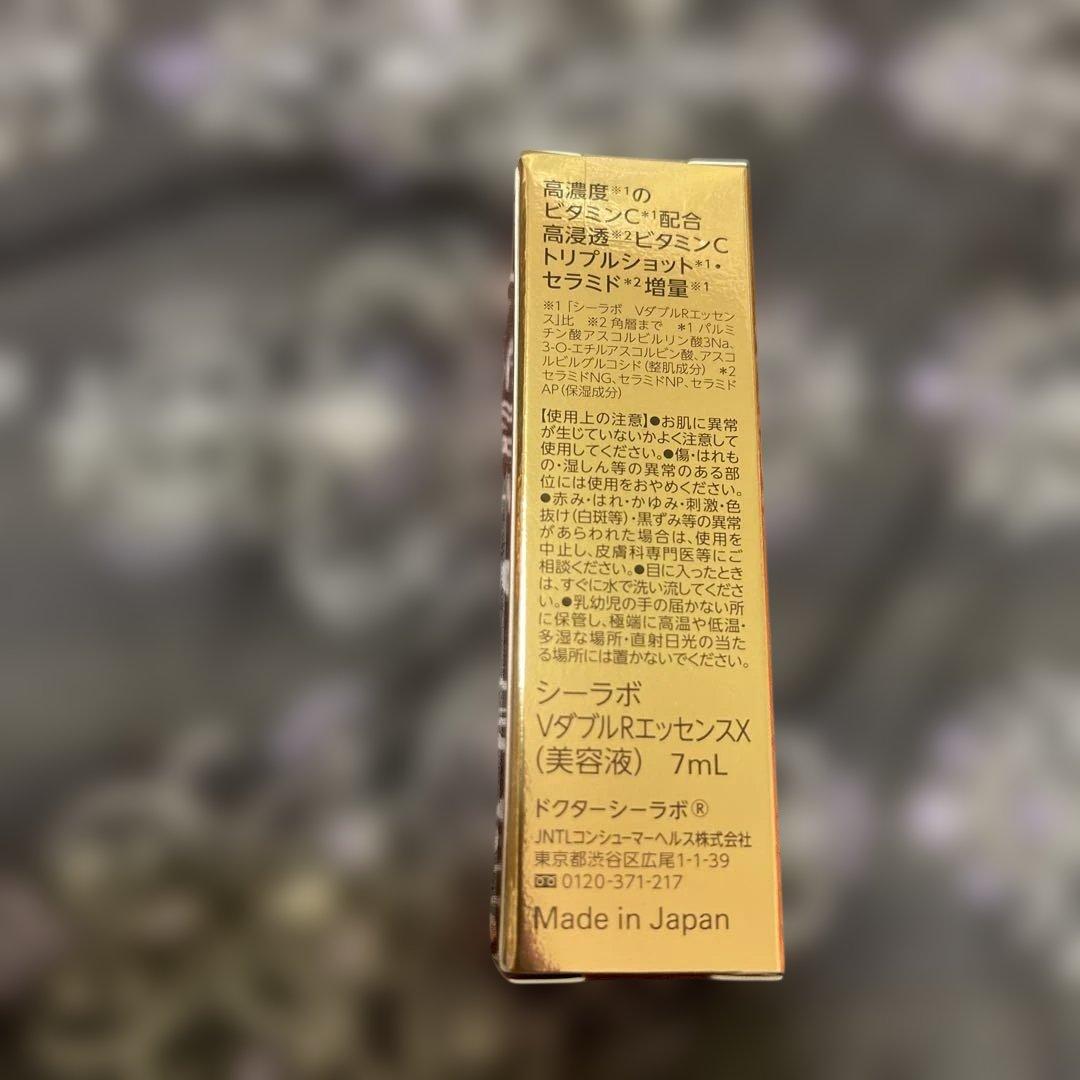 高濃度※1の
ビタミンC*1配合
高浸透※2ビタミンC
トリプルショット*1・
セラミド*2増量※1
※1「シーラボ VダブルRエッセン
ス」比 ※2 角層まで *1 パルミ
チン酸アスコルビルリン酸3Na、
3-O-エチルアスコルビン酸、アスコ
ルビルグルコシド(整肌成分) *2
セラミドNG、セラミドNP、セラミド
AP(保湿成分)
【使用上の注意】●お肌に異常
が生じていないかよく注意して
使用してください。●傷・はれも
の・湿しん等の異常のある部
位には使用をおやめください。
●赤み・はれ・かゆみ・刺激・色
抜け(白斑等)・黒ずみ等の異常
があらわれた場合は、使用を
中止し、皮膚科専門医等にご
相談ください。●目に入ったとき
は、すぐに水で洗い流してくださ
い。●乳幼児の手の届かない所
に保管し、極端に高温や低温・
多湿な場所・直射日光の当た
る場所には置かないでください。
シーラボ
VダブルRエッセンスX
(美容液) 7mL
ドクターシーラボ®
JNTLコンシューマーヘルス株式会社
東京都渋谷区広尾1-1-39
0120-371-217
Made in Japan